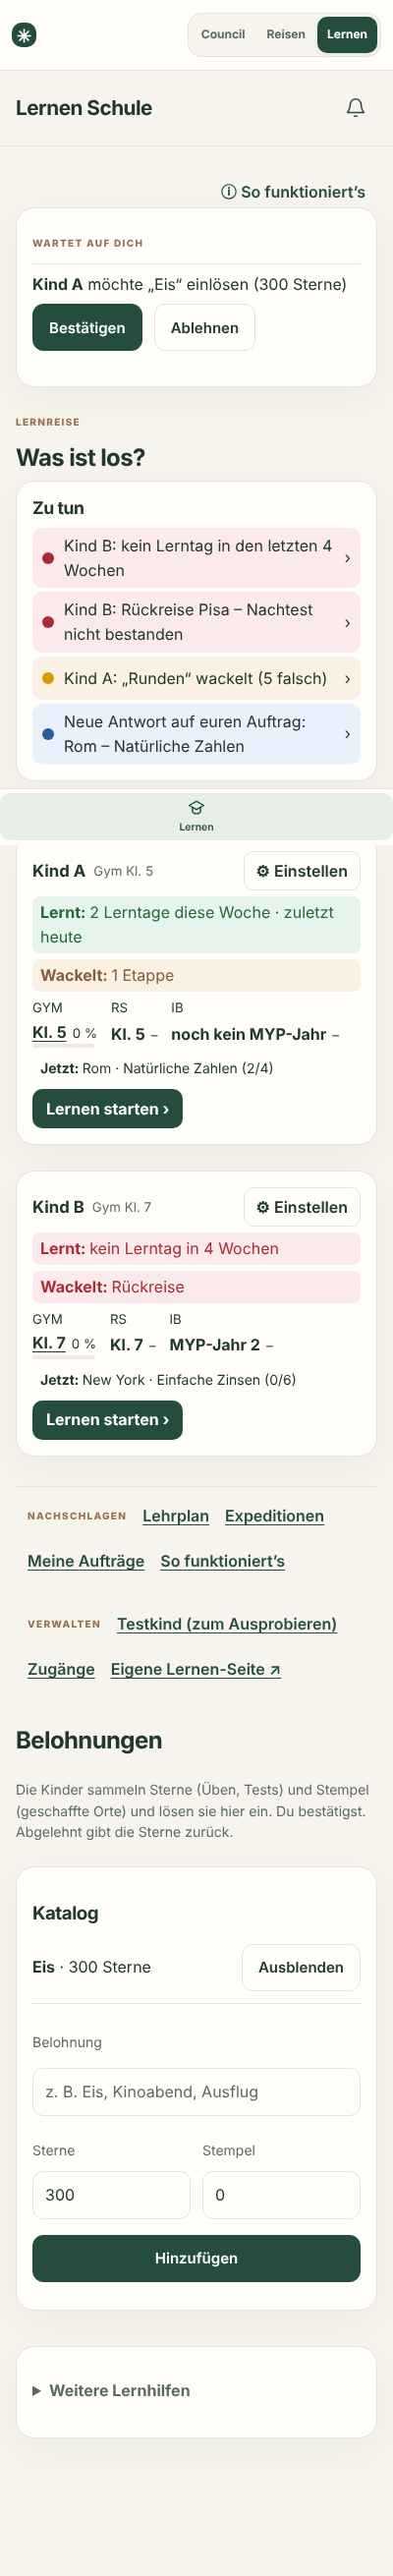 Council Reisen Lernen
Lernen Schule
ⓘ So funktioniert’s
WARTET AUF DICH
Kind A möchte „Eis“ einlösen (300 Sterne)
Bestätigen Ablehnen
LERNREISE
Was ist los?
Zu tun
Kind B: kein Lerntag in den letzten 4
Wochen ›
Kind B: Rückreise Pisa – Nachtest
nicht bestanden ›
Kind A: „Runden“ wackelt (5 falsch) ›
Neue Antwort auf euren Auftrag:
Rom – Natürliche Zahlen ›
Lernen
Kind A Gym Kl. 5 ⚙ Einstellen
Lernt: 2 Lerntage diese Woche · zuletzt
heute
Wackelt: 1 Etappe
GYM RS IB
Kl. 5 0 % Kl. 5 – noch kein MYP-Jahr –
Jetzt: Rom · Natürliche Zahlen (2/4)
Lernen starten ›
Kind B Gym Kl. 7 ⚙ Einstellen
Lernt: kein Lerntag in 4 Wochen
Wackelt: Rückreise
GYM RS IB
Kl. 7 0 % Kl. 7 – MYP-Jahr 2 –
Jetzt: New York · Einfache Zinsen (0/6)
Lernen starten ›
NACHSCHLAGEN Lehrplan Expeditionen
Meine Aufträge So funktioniert’s
VERWALTEN Testkind (zum Ausprobieren)
Zugänge Eigene Lernen-Seite ↗
Belohnungen
Die Kinder sammeln Sterne (Üben, Tests) und Stempel
(geschaffte Orte) und lösen sie hier ein. Du bestätigst.
Abgelehnt gibt die Sterne zurück.
Katalog
Eis · 300 Sterne Ausblenden
Belohnung
z. B. Eis, Kinoabend, Ausflug
Sterne Stempel
300 0
Hinzufügen
▶ Weitere Lernhilfen